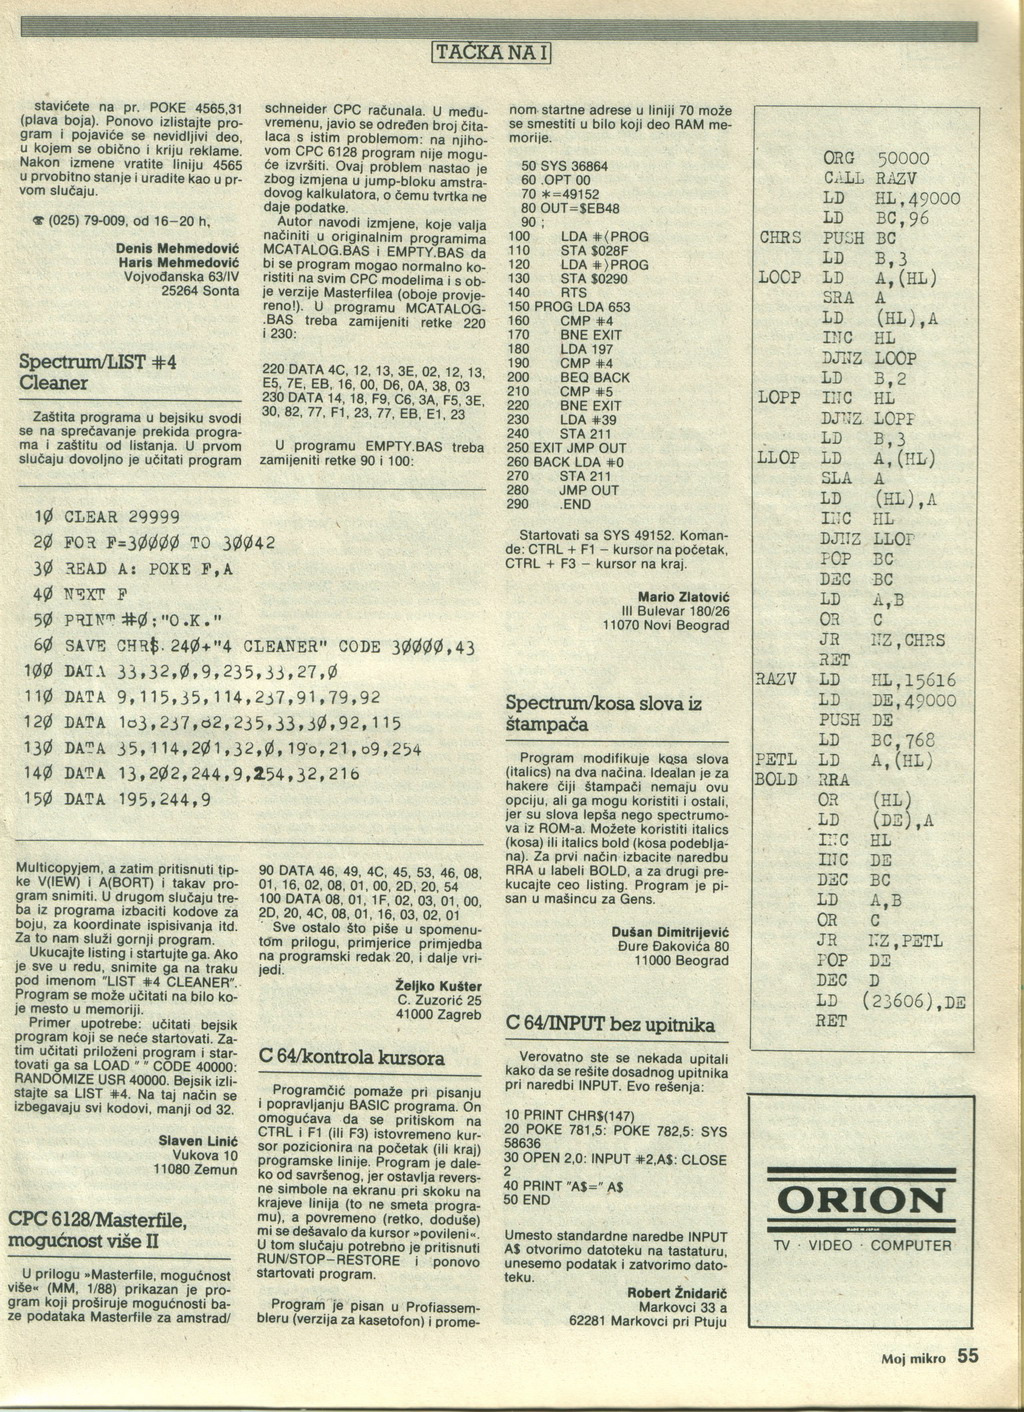 TAČKA NA I
stavićete na pr. POKE 4565,31
(plava boja). Ponovo izlistajte pro-
gram i pojaviće se nevidljivi deo,
u kojem se obično i kriju reklame.
Nakon izmene vratite liniju 4565
u prvobitno stanje i uradite kao u pr-
vom slučaju.
☎ (025) 79-009, od 16–20 h,
Denis Mehmedović
Haris Mehmedović
Vojvođanska 63/IV
25264 Sonta
Spectrum/LIST #4
Cleaner
Zaštita programa u bejsiku svodi
se na sprečavanje prekida progra-
ma i zaštitu od listanja. U prvom
slučaju dovoljno je učitati program
10 CLEAR 29999
20 FOR F=30000 TO 30042
30 READ A: POKE F,A
40 NEXT F
50 PRINT #0;"O.K."
60 SAVE CHR$ 240+"4 CLEANER" CODE 30000,43
100 DATA 33,32,0,9,235,33,27,0
110 DATA 9,115,35,114,237,91,79,92
120 DATA 163,237,62,235,33,30,92,115
130 DATA 35,114,201,32,0,196,21,69,254
140 DATA 13,202,244,9,254,32,216
150 DATA 195,244,9
Multicopyjem, a zatim pritisnuti tip-
ke V(IEW) i A(BORT) i takav pro-
gram snimiti. U drugom slučaju tre-
ba iz programa izbaciti kodove za
boju, za koordinate ispisivanja itd.
Za to nam služi gornji program.
Ukucajte listing i startujte ga. Ako
je sve u redu, snimite ga na traku
pod imenom "LIST #4 CLEANER".
Program se može učitati na bilo ko-
je mesto u memoriji.
Primer upotrebe: učitati bejsik
program koji se neće startovati. Za-
tim učitati priloženi program i star-
tovati ga sa LOAD " " CODE 40000:
RANDOMIZE USR 40000. Bejsik izli-
stajte sa LIST #4. Na taj način se
izbegavaju svi kodovi, manji od 32.
Slaven Linić
Vukova 10
11080 Zemun
CPC 6128/Masterfile,
mogućnost više II
U prilogu »Masterfile, mogućnost
više« (MM, 1/88) prikazan je pro-
gram koji proširuje mogućnosti ba-
ze podataka Masterfile za amstrad/
schneider CPC računala. U među-
vremenu, javio se određen broj čita-
laca s istim problemom: na njiho-
vom CPC 6128 program nije mogu-
će izvršiti. Ovaj problem nastao je
zbog izmjena u jump-bloku amstra-
dovog kalkulatora, o čemu tvrtka ne
daje podatke.
Autor navodi izmjene, koje valja
načiniti u originalnim programima
MCATALOG.BAS i EMPTY.BAS da
bi se program mogao normalno ko-
ristiti na svim CPC modelima i s ob-
je verzije Masterfilea (oboje provje-
reno!). U programu MCATALOG-
.BAS treba zamijeniti retke 220
i 230:
220 DATA 4C, 12, 13, 3E, 02, 12, 13,
E5, 7E, EB, 16, 00, D6, 0A, 38, 03
230 DATA 14, 18, F9, C6, 3A, F5, 3E,
30, 82, 77, F1, 23, 77, EB, E1, 23
U programu EMPTY.BAS treba
zamijeniti retke 90 i 100:
90 DATA 46, 49, 4C, 45, 53, 46, 08,
01, 16, 02, 08, 01, 00, 2D, 20, 54
100 DATA 08, 01, 1F, 02, 03, 01, 00,
2D, 20, 4C, 08, 01, 16, 03, 02, 01
Sve ostalo što piše u spomenu-
tom prilogu, primjerice primjedba
na programski redak 20, i dalje vri-
jedi.
Željko Kušter
C. Zuzorić 25
41000 Zagreb
C 64/kontrola kursora
Programčić pomaže pri pisanju
i popravljanju BASIC programa. On
omogućava da se pritiskom na
CTRL i F1 (ili F3) istovremeno kur-
sor pozicionira na početak (ili kraj)
programske linije. Program je dale-
ko od savršenog, jer ostavlja revers-
ne simbole na ekranu pri skoku na
krajeve linija (to ne smeta progra-
mu), a povremeno (retko, doduše)
mi se dešavalo da kursor »povileni«.
U tom slučaju potrebno je pritisnuti
RUN/STOP–RESTORE i ponovo
startovati program.
Program je pisan u Profiassem-
bleru (verzija za kasetofon) i prome-
nom startne adrese u liniji 70 može
se smestiti u bilo koji deo RAM me-
morije.
50 SYS 36864
60 .OPT 00
70 *=49152
80 OUT=$EB48
90 ;
100 LDA #⟨PROG
110 STA $028F
120 LDA #⟩PROG
130 STA $0290
140 RTS
150 PROG LDA 653
160 CMP #4
170 BNE EXIT
180 LDA 197
190 CMP #4
200 BEQ BACK
210 CMP #5
220 BNE EXIT
230 LDA #39
240 STA 211
250 EXIT JMP OUT
260 BACK LDA #0
270 STA 211
280 JMP OUT
290 .END
Startovati sa SYS 49152. Koman-
de: CTRL + F1 – kursor na početak,
CTRL + F3 – kursor na kraj.
Mario Zlatović
III Bulevar 180/26
11070 Novi Beograd
Spectrum/kosa slova iz
štampača
Program modifikuje kosa slova
(italics) na dva načina. Idealan je za
hakere čiji štampači nemaju ovu
opciju, ali ga mogu koristiti i ostali,
jer su slova lepša nego spectrumo-
va iz ROM-a. Možete koristiti italics
(kosa) ili italics bold (kosa podeblja-
na). Za prvi način izbacite naredbu
RRA u labeli BOLD, a za drugi pre-
kucajte ceo listing. Program je pi-
san u mašincu za Gens.
Dušan Dimitrijević
Đure Đakovića 80
11000 Beograd
C 64/INPUT bez upitnika
Verovatno ste se nekada upitali
kako da se rešite dosadnog upitnika
pri naredbi INPUT. Evo rešenja:
10 PRINT CHR$(147)
20 POKE 781,5: POKE 782,5: SYS
58636
30 OPEN 2,0: INPUT #2,A$: CLOSE
2
40 PRINT "A$=" A$
50 END
Umesto standardne naredbe INPUT
A$ otvorimo datoteku na tastaturu,
unesemo podatak i zatvorimo dato-
teku.
Robert Žnidarič
Markovci 33 a
62281 Markovci pri Ptuju
ORG 50000
CALL RAZV
LD HL,49000
LD BC,96
CHRS PUSH BC
LD B,3
LOOP LD A,(HL)
SRA A
LD (HL),A
INC HL
DJNZ LOOP
LD B,2
LOPP INC HL
DJNZ LOPP
LD B,3
LLOP LD A,(HL)
SLA A
LD (HL),A
INC HL
DJNZ LLOP
POP BC
DEC BC
LD A,B
OR C
JR NZ,CHRS
RET
RAZV LD HL,15616
LD DE,49000
PUSH DE
LD BC,768
PETL LD A,(HL)
BOLD RRA
OR (HL)
LD (DE),A
INC HL
INC DE
DEC BC
LD A,B
OR C
JR NZ,PETL
POP DE
DEC D
LD (23606),DE
RET
ORION
MADE IN JAPAN
TV · VIDEO · COMPUTER
Moj mikro 55